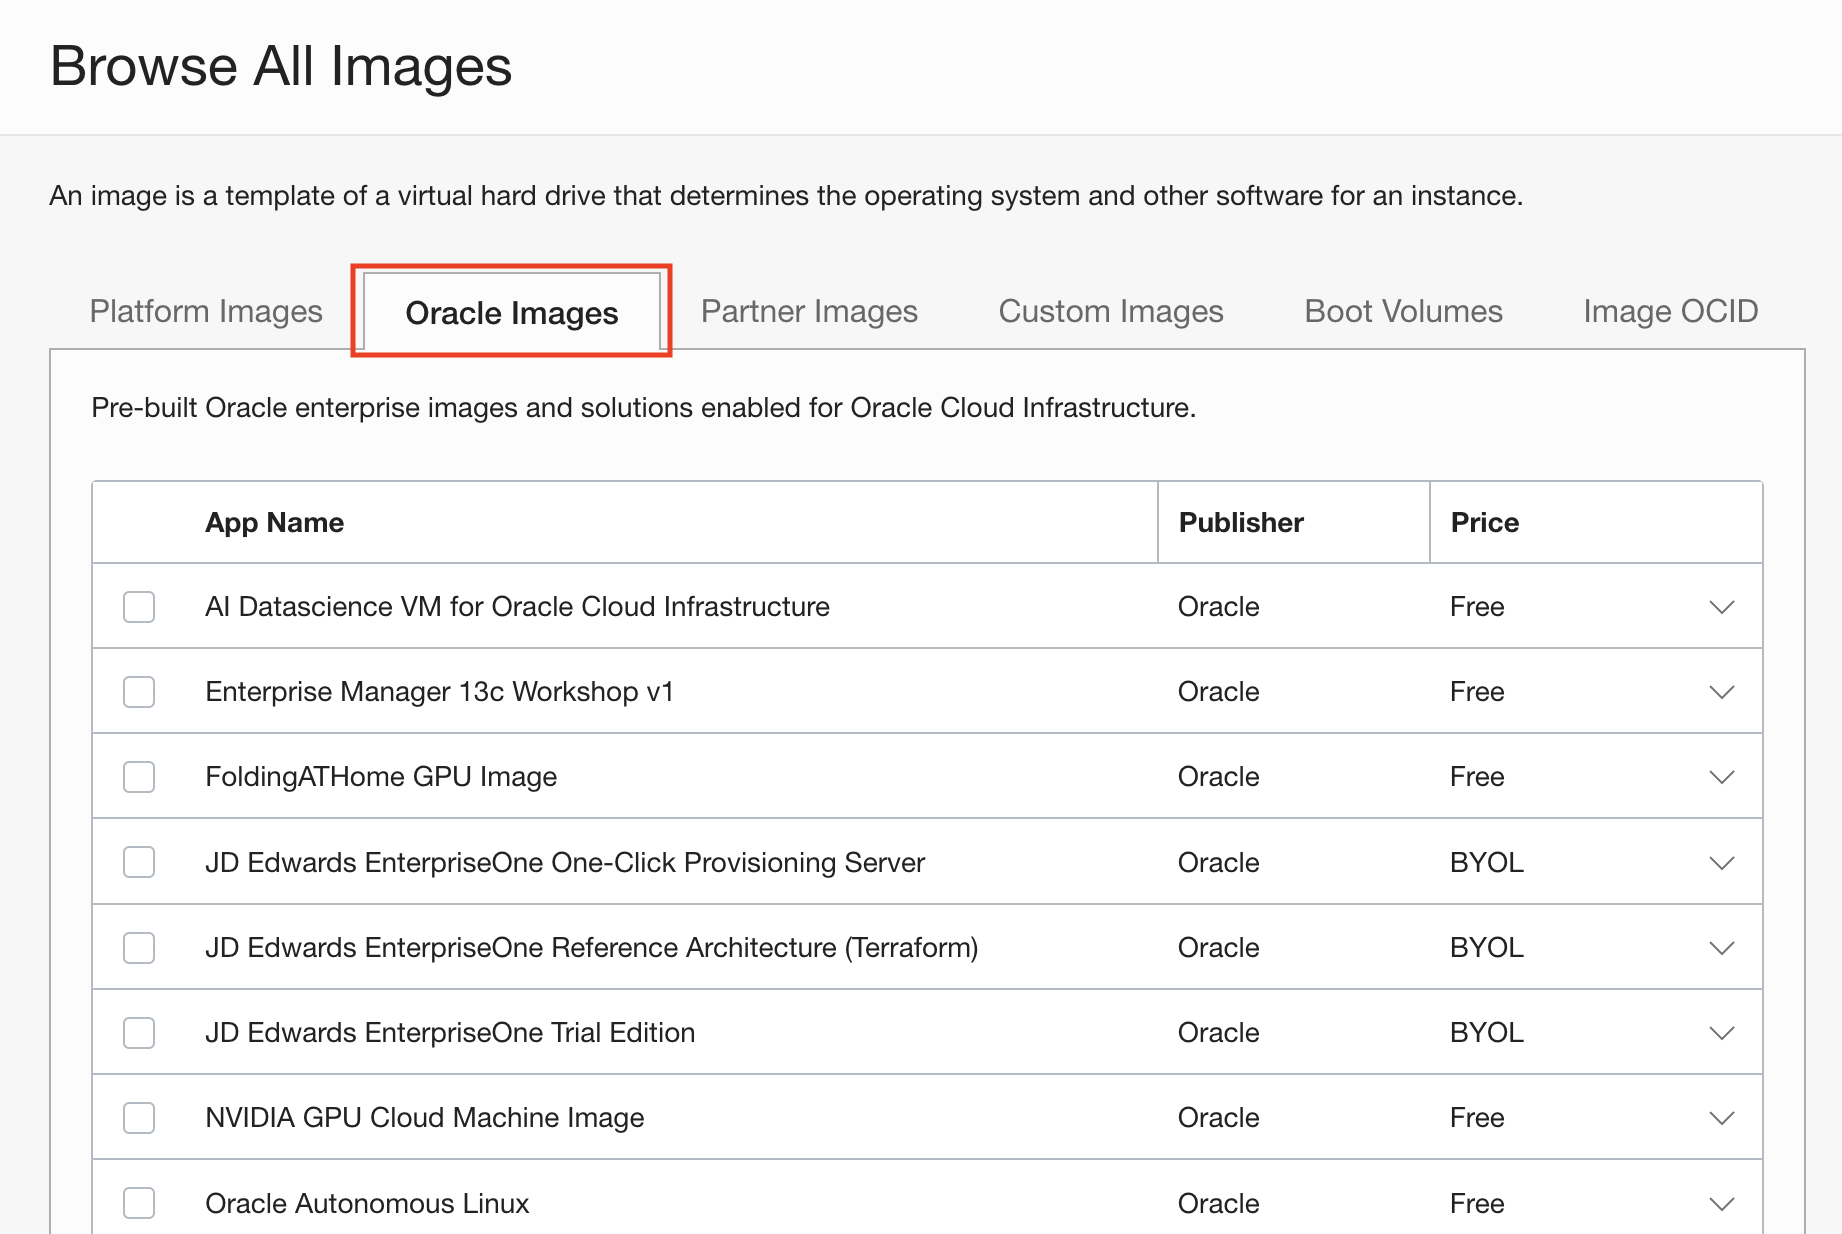 Browse All Images
An image is a template of a virtual hard drive that determines the operating system and other software for an instance.
Platform Images Oracle Images Partner Images Custom Images Boot Volumes Image OCID
Pre-built Oracle enterprise images and solutions enabled for Oracle Cloud Infrastructure.
App Name Publisher Price
AI Datascience VM for Oracle Cloud Infrastructure Oracle Free
Enterprise Manager 13c Workshop v1 Oracle Free
FoldingATHome GPU Image Oracle Free
JD Edwards EnterpriseOne One-Click Provisioning Server Oracle BYOL
JD Edwards EnterpriseOne Reference Architecture (Terraform) Oracle BYOL
JD Edwards EnterpriseOne Trial Edition Oracle BYOL
NVIDIA GPU Cloud Machine Image Oracle Free
Oracle Autonomous Linux Oracle Free